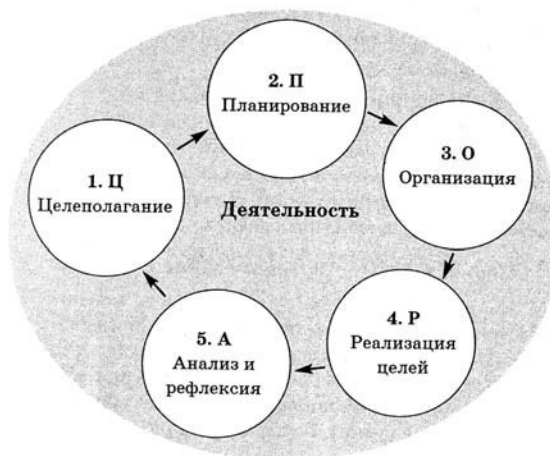 2. П
Планирование
3. О
Организация
1. Ц
Целеполагание
Деятельность
4. Р
Реализация
целей
5. А
Анализ и
рефлексия